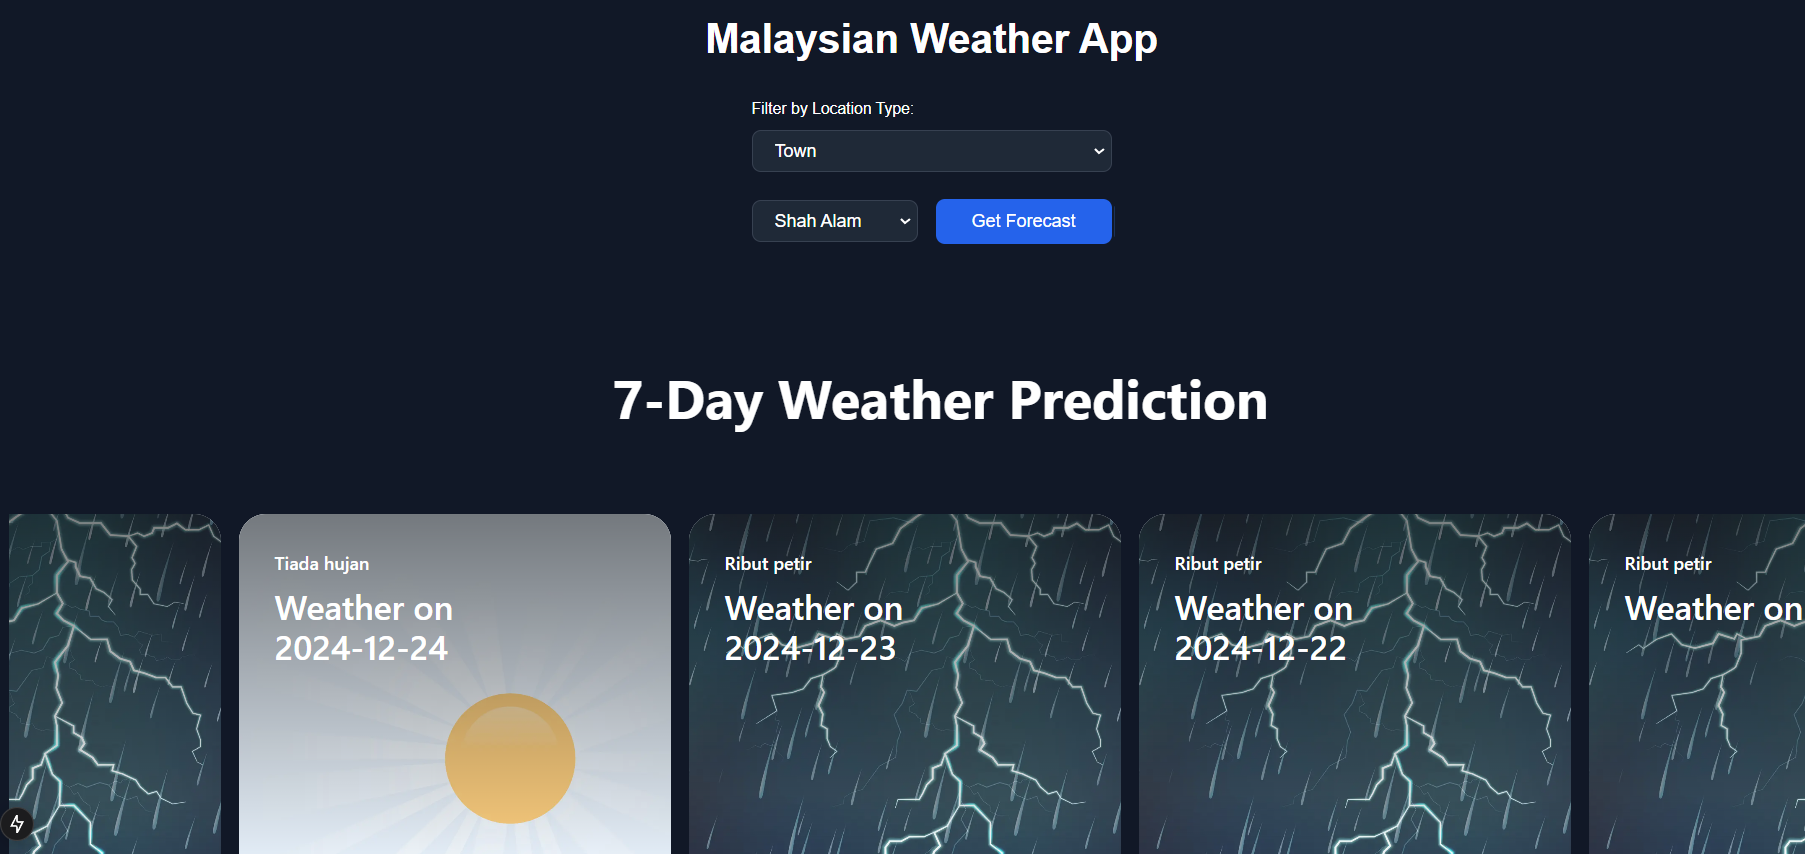 Malaysian Weather App
Filter by Location Type:
Town
Shah Alam
Get Forecast
7-Day Weather Prediction
Tiada hujan
Weather on
2024-12-24
Ribut petir
Weather on
2024-12-23
Ribut petir
Weather on
2024-12-22
Ribut petir
Weather on